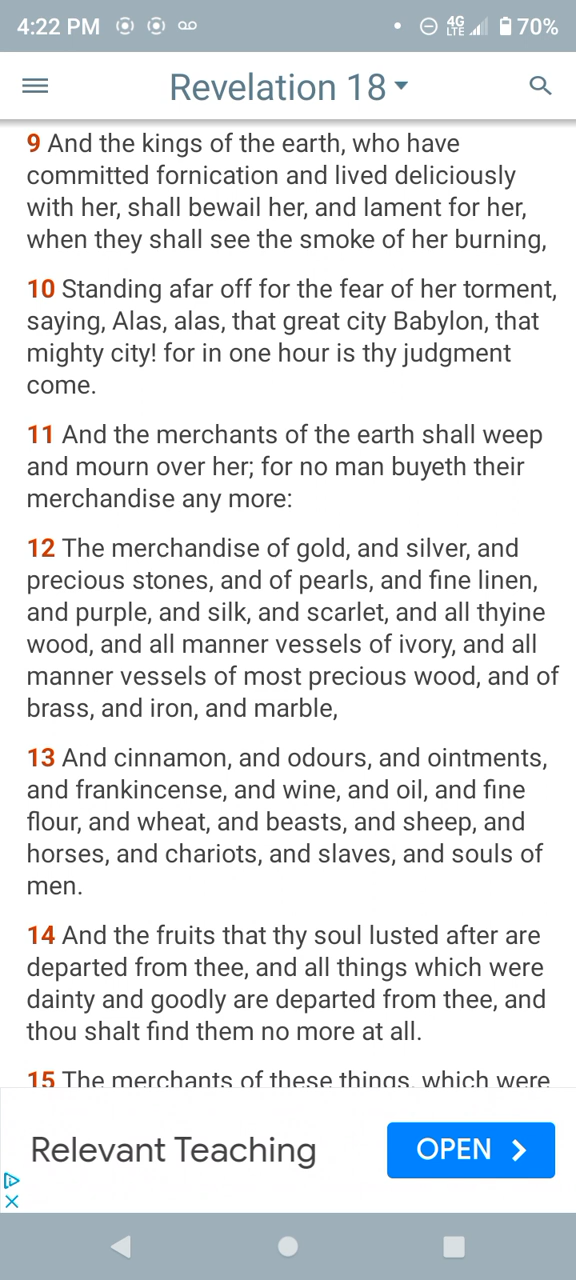 4:22 PM 4G LTE 70%
Revelation 18
9 And the kings of the earth, who have
committed fornication and lived deliciously
with her, shall bewail her, and lament for her,
when they shall see the smoke of her burning,
10 Standing afar off for the fear of her torment,
saying, Alas, alas, that great city Babylon, that
mighty city! for in one hour is thy judgment
come.
11 And the merchants of the earth shall weep
and mourn over her; for no man buyeth their
merchandise any more:
12 The merchandise of gold, and silver, and
precious stones, and of pearls, and fine linen,
and purple, and silk, and scarlet, and all thyine
wood, and all manner vessels of ivory, and all
manner vessels of most precious wood, and of
brass, and iron, and marble,
13 And cinnamon, and odours, and ointments,
and frankincense, and wine, and oil, and fine
flour, and wheat, and beasts, and sheep, and
horses, and chariots, and slaves, and souls of
men.
14 And the fruits that thy soul lusted after are
departed from thee, and all things which were
dainty and goodly are departed from thee, and
thou shalt find them no more at all.
15 The merchants of these things, which were
Relevant Teaching
OPEN